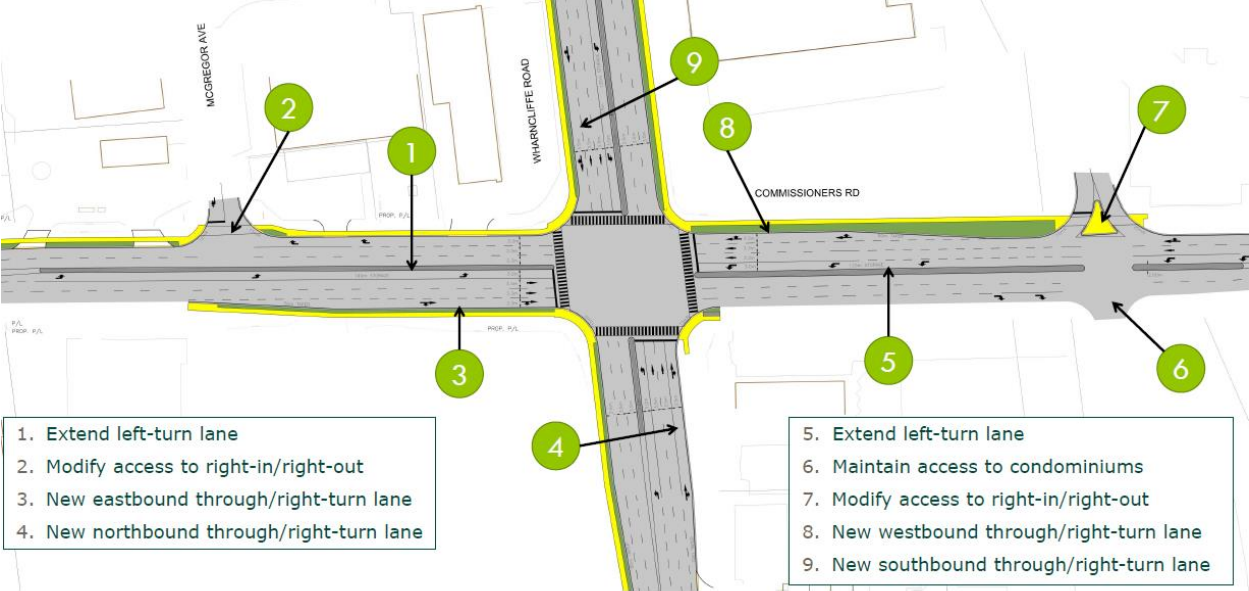 MCGREGOR AVE
WHARNCLIFFE ROAD
COMMISSIONERS RD
1
2
3
4
5
6
7
8
9
PROP. P/L
PROP. P/L
P/L
P/L
PROP. P/L
1. Extend left-turn lane
2. Modify access to right-in/right-out
3. New eastbound through/right-turn lane
4. New northbound through/right-turn lane
5. Extend left-turn lane
6. Maintain access to condominiums
7. Modify access to right-in/right-out
8. New westbound through/right-turn lane
9. New southbound through/right-turn lane